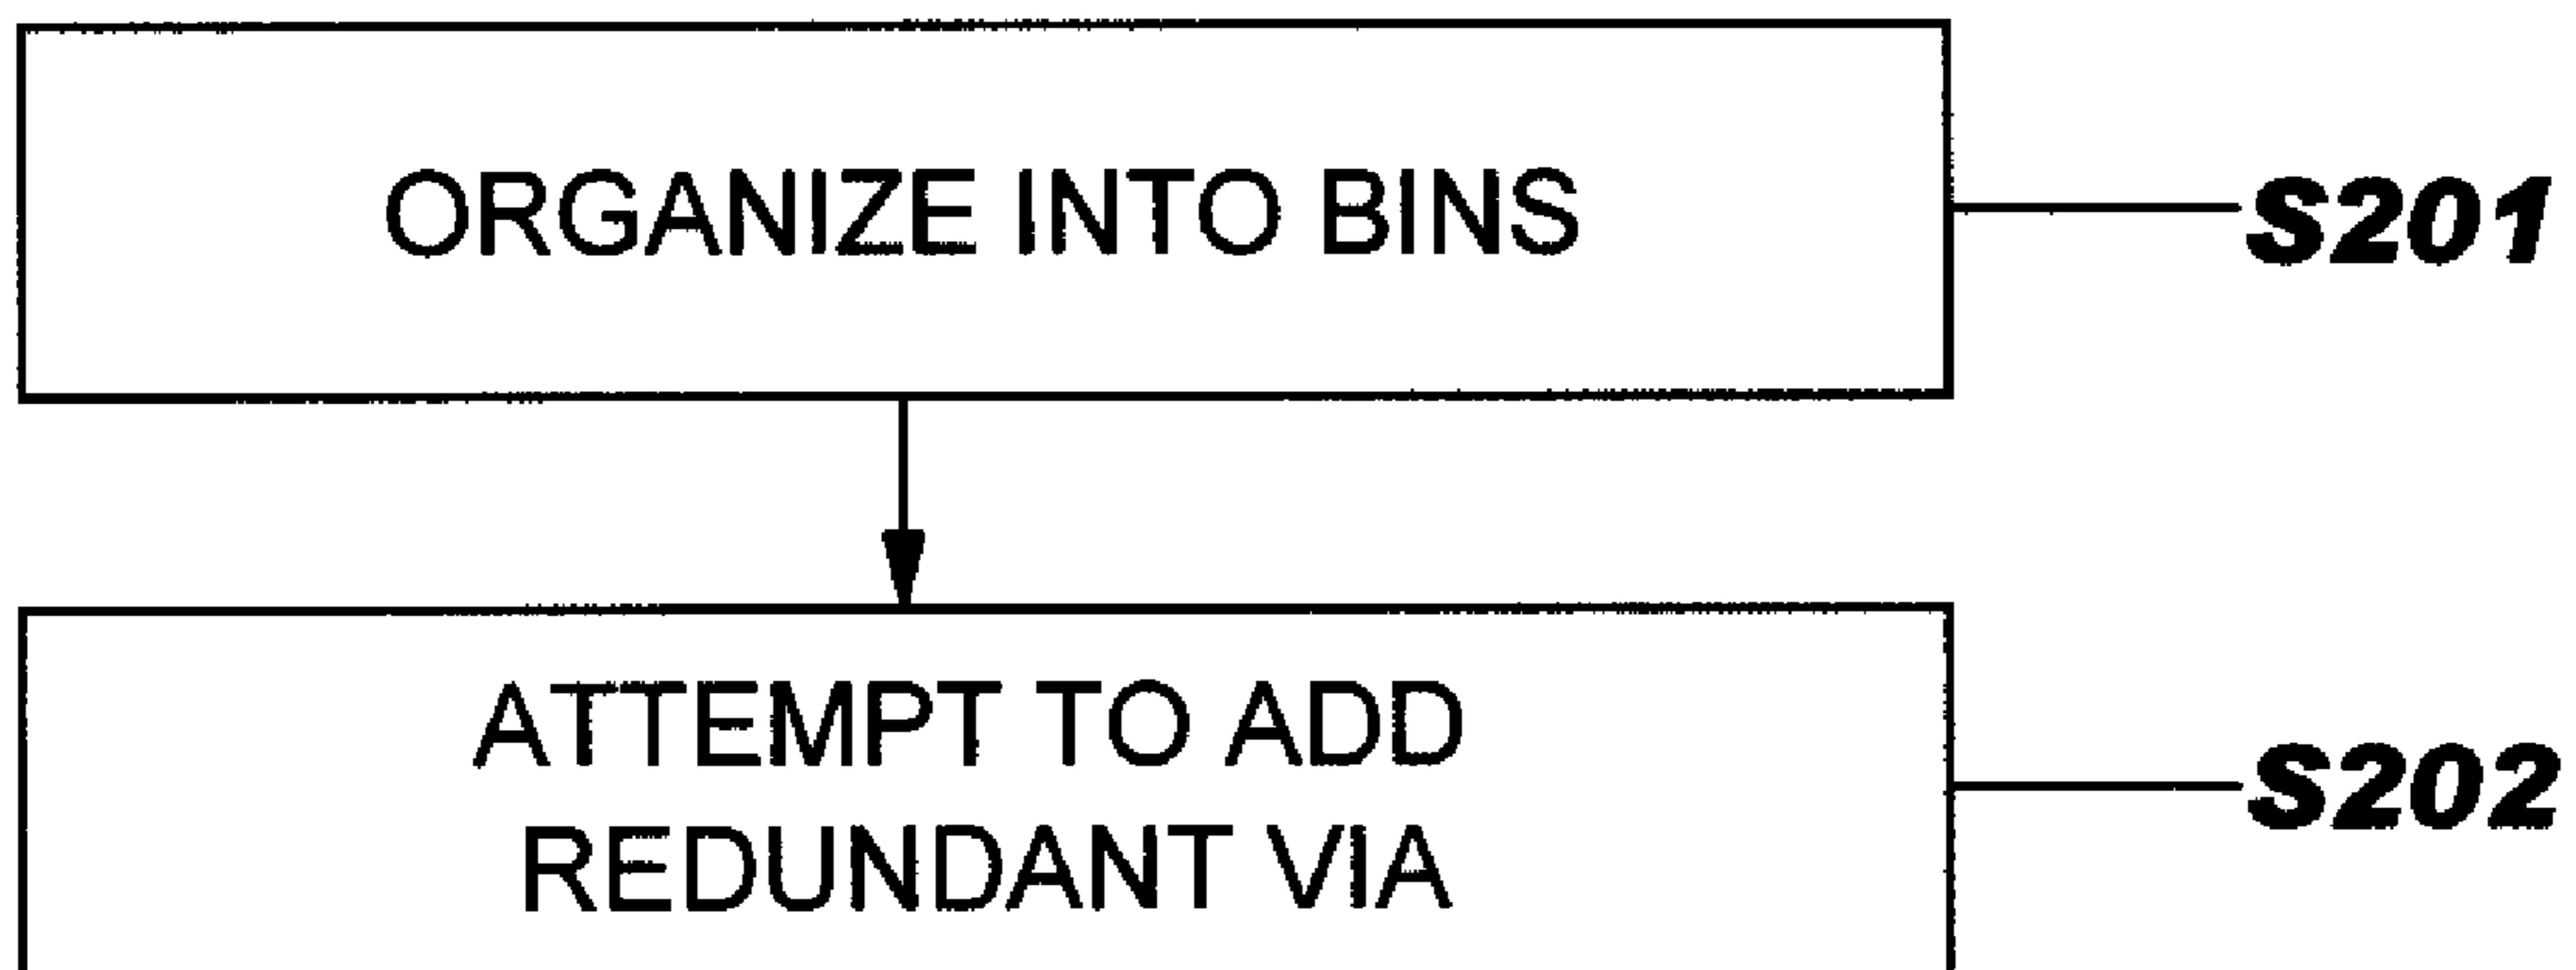 ORGANIZE INTO BINS
S201
ATTEMPT TO ADD
REDUNDANT VIA
S202